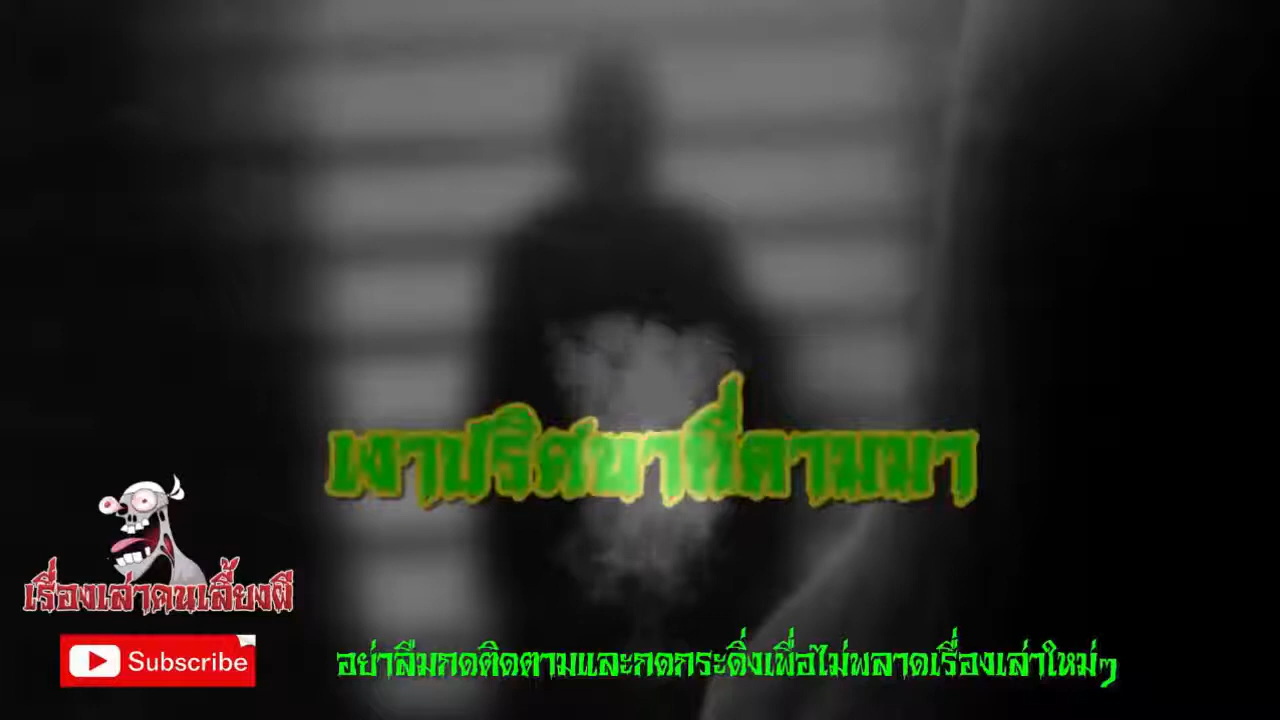 เงาปริศนาที่ตามมา
เรื่องเล่าคนเลี้ยงผี
Subscribe
อย่าลืมกดติดตามและกดกระดิ่งเพื่อไม่พลาดเรื่องเล่าใหม่ๆ